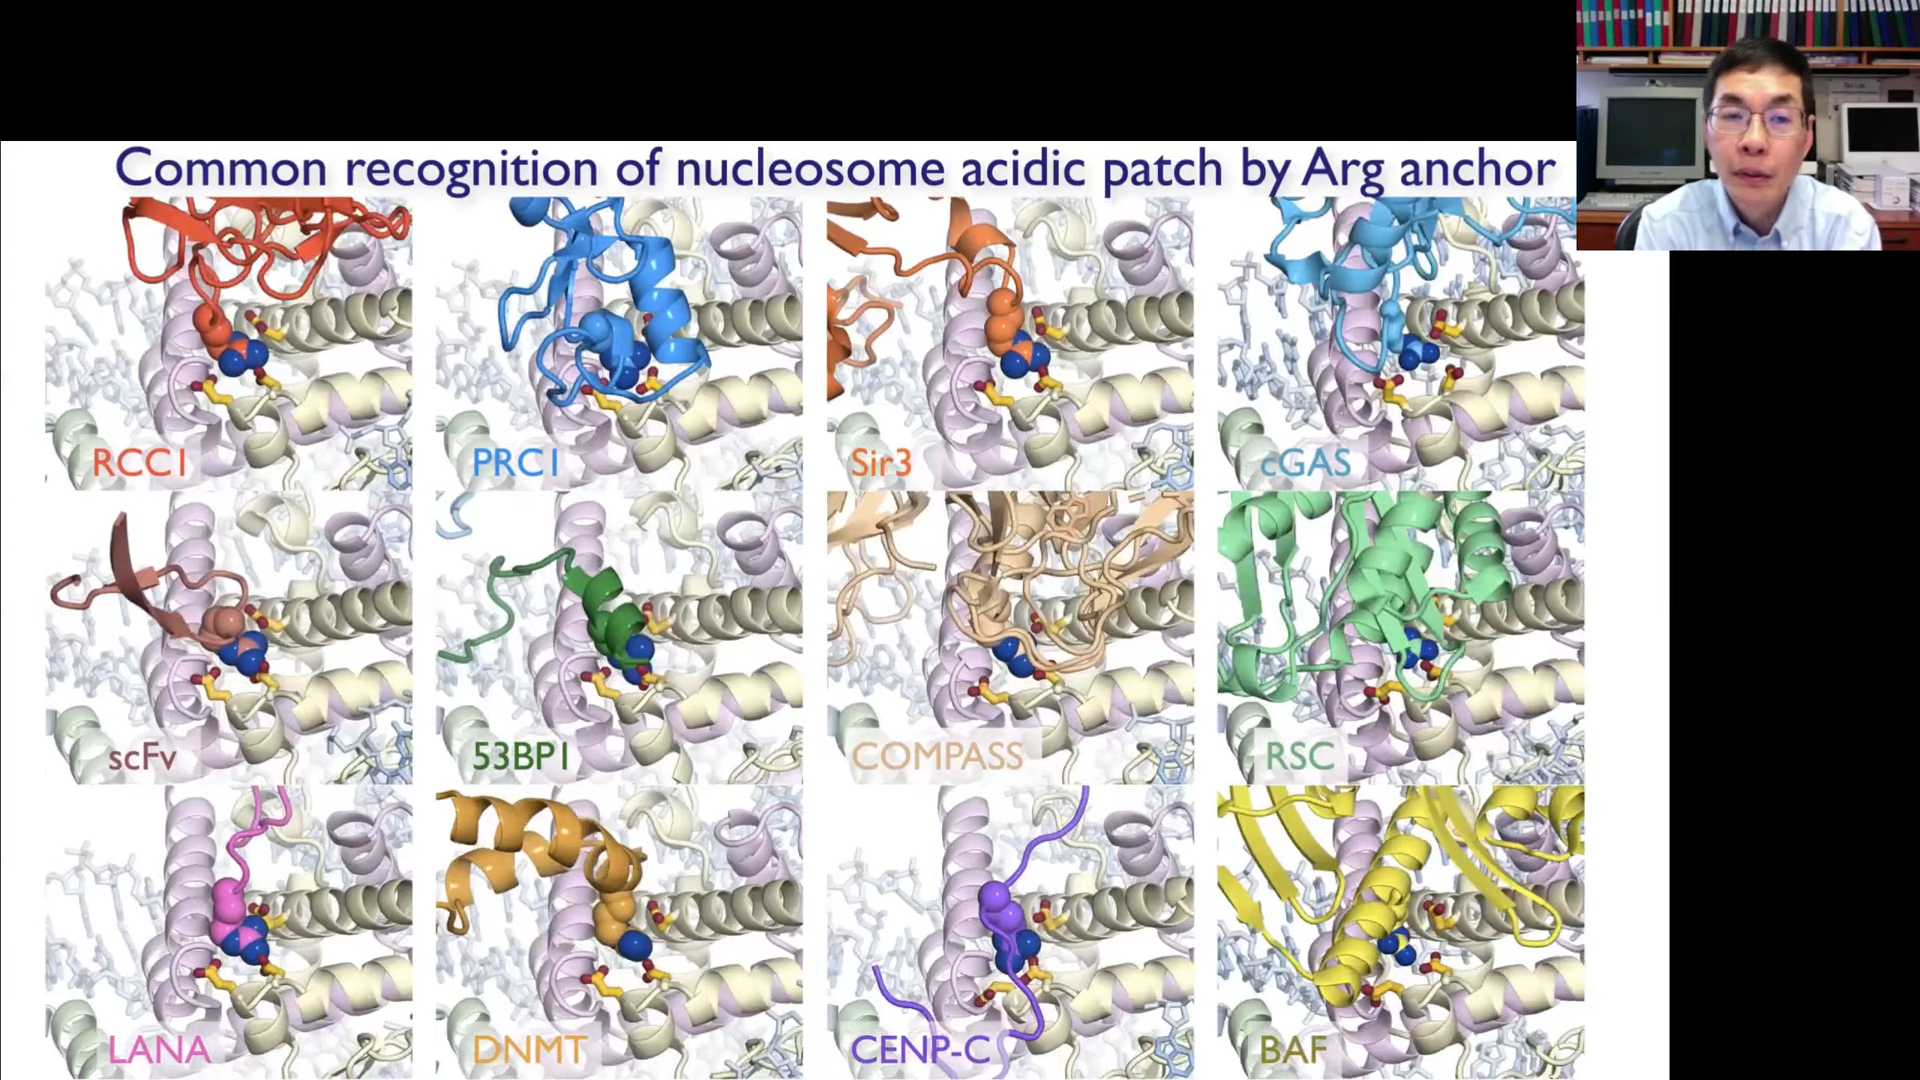 Common recognition of nucleosome acidic patch by Arg anchor
RCC1 PRC1 Sir3 cGAS
scFv 53BP1 COMPASS RSC
LANA DNMT CENP-C BAF